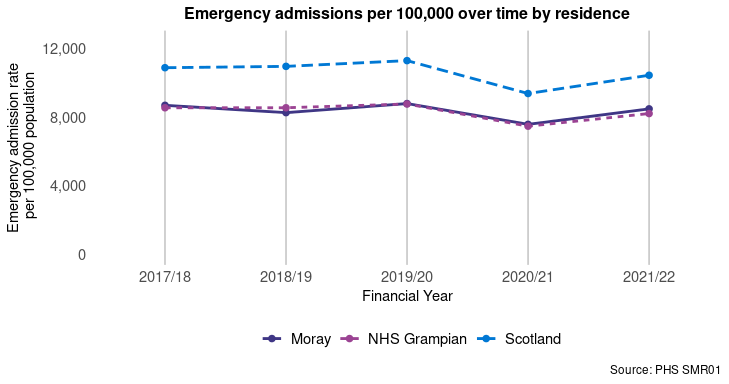 Emergency admissions per 100,000 over time by residence
Emergency admission rate
per 100,000 population
12,000
8,000
4,000
0
2017/18
2018/19
2019/20
2020/21
2021/22
Financial Year
Moray
NHS Grampian
Scotland
Source: PHS SMR01